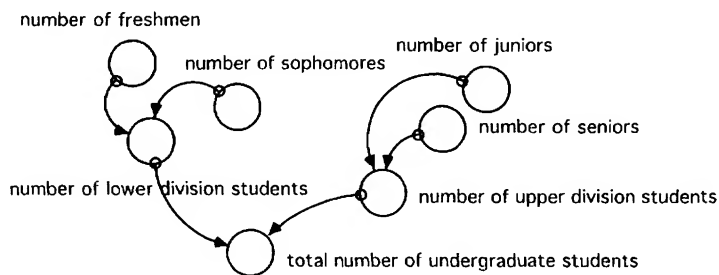 number of freshmen
number of sophomores
number of juniors
number of seniors
number of lower division students
number of upper division students
total number of undergraduate students